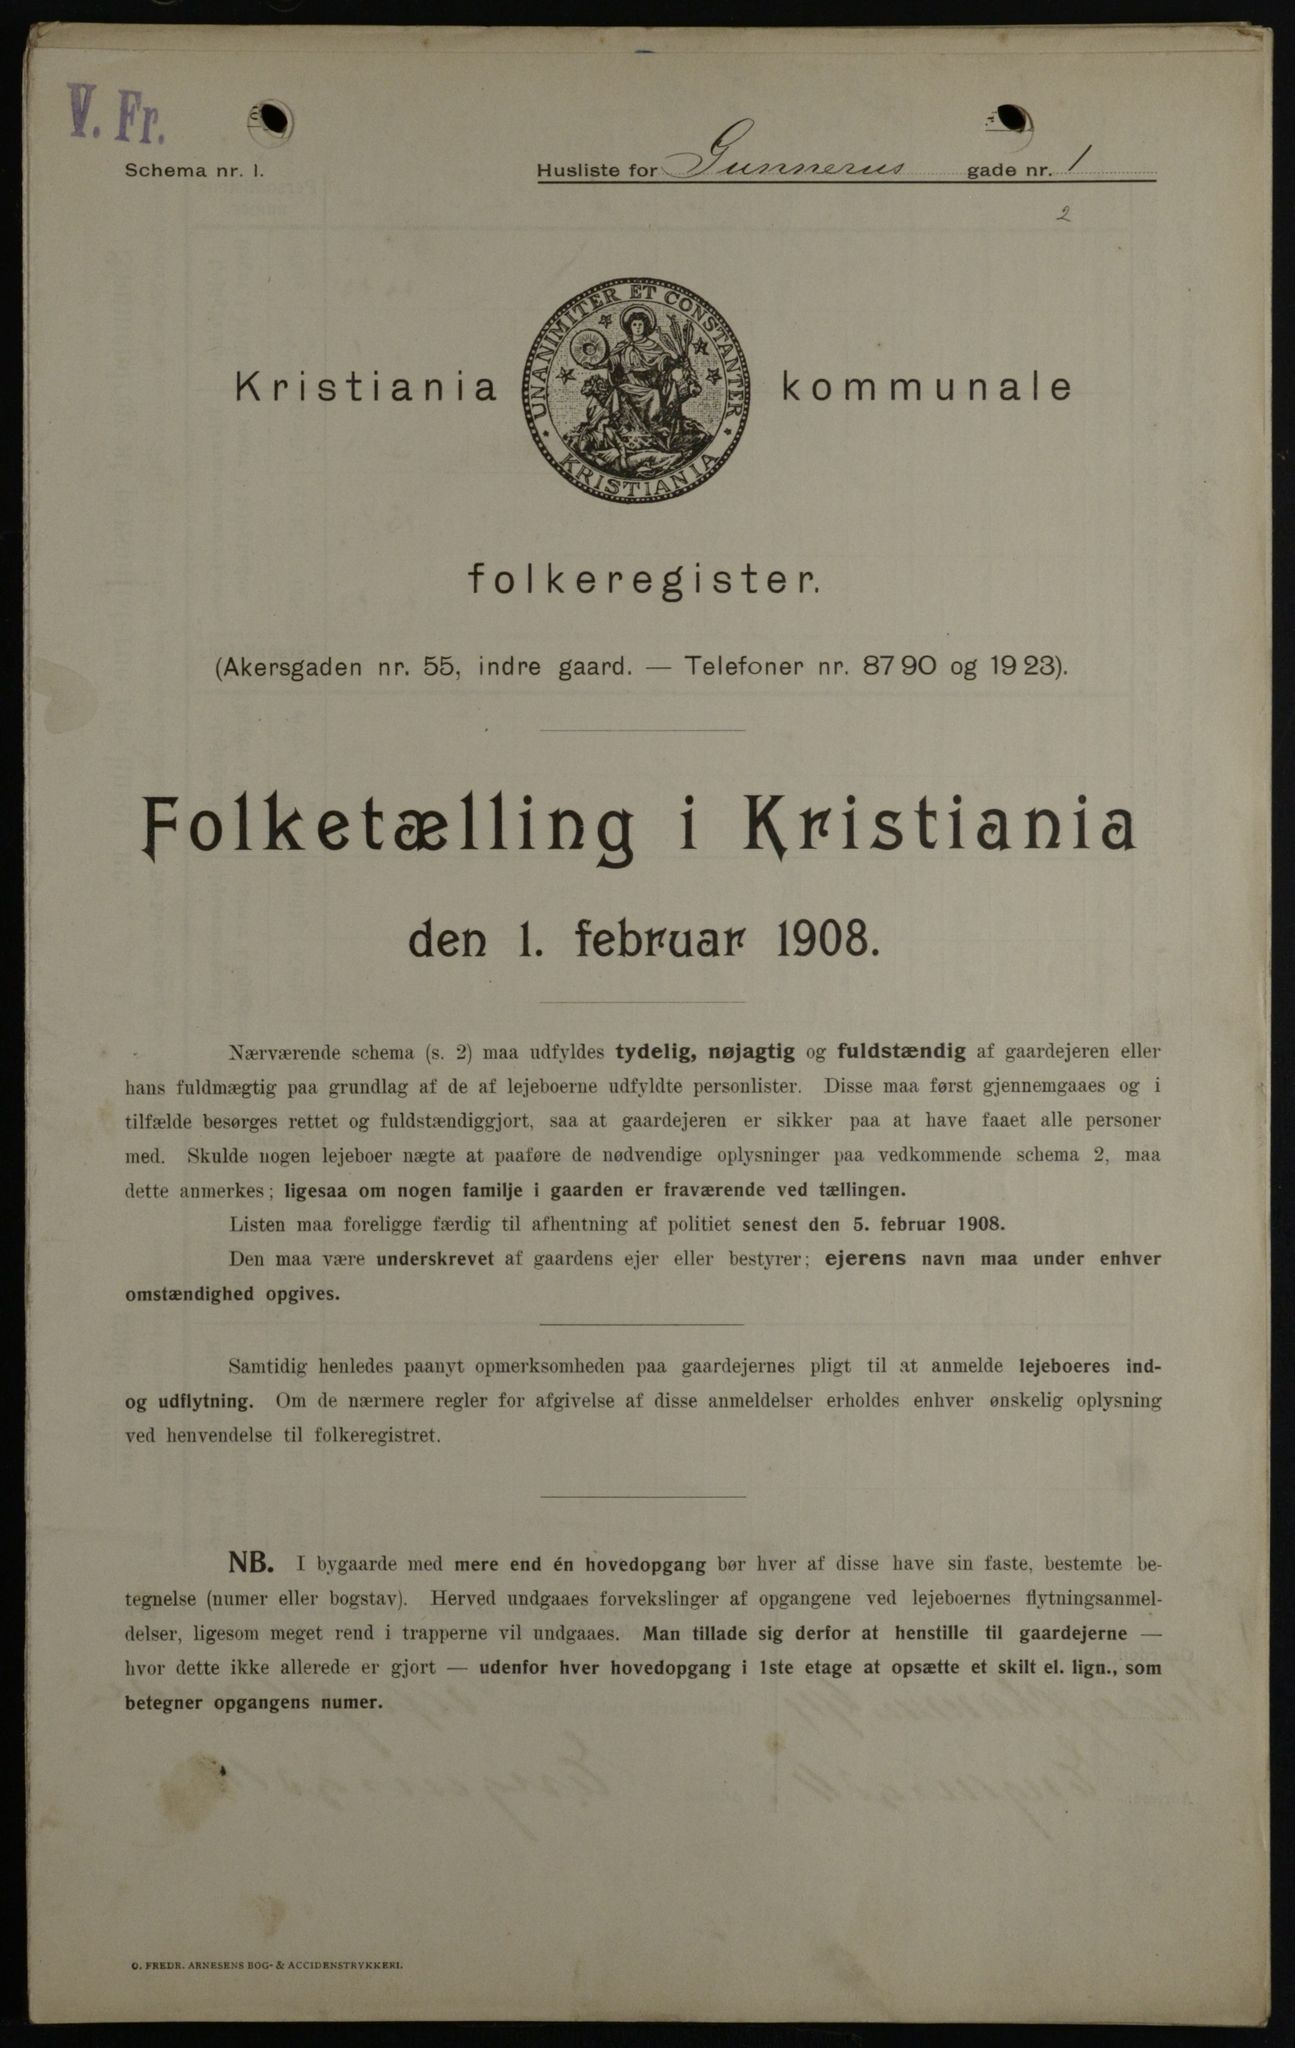 V. Fr.
Schema nr. 1.
Husliste for Gunnerus gade nr. 1
2
UNANIMITER ET CONSTANTER
KRISTIANIA
Kristiania kommunale
folkeregister.
(Akersgaden nr. 55, indre gaard. — Telefoner nr. 87 90 og 19 23).
Folketælling i Kristiania
den 1. februar 1908.
Nærværende schema (s. 2) maa udfyldes tydelig, nøjagtig og fuldstændig af gaardejeren eller
hans fuldmægtig paa grundlag af de af lejeboerne udfyldte personlister. Disse maa først gjennemgaaes og i
tilfælde besørges rettet og fuldstændiggjort, saa at gaardejeren er sikker paa at have faaet alle personer
med. Skulde nogen lejeboer nægte at paaføre de nødvendige oplysninger paa vedkommende schema 2, maa
dette anmerkes; ligesaa om nogen familje i gaarden er fraværende ved tællingen.
Listen maa foreligge færdig til afhentning af politiet senest den 5. februar 1908.
Den maa være underskrevet af gaardens ejer eller bestyrer; ejerens navn maa under enhver
omstændighed opgives.
Samtidig henledes paanyt opmerksomheden paa gaardejernes pligt til at anmelde lejeboeres ind-
og udflytning. Om de nærmere regler for afgivelse af disse anmeldelser erholdes enhver ønskelig oplysning
ved henvendelse til folkeregistret.
NB. I bygaarde med mere end én hovedopgang bør hver af disse have sin faste, bestemte be-
tegnelse (numer eller bogstav). Herved undgaaes forvekslinger af opgangene ved lejeboernes flytningsanmel-
delser, ligesom meget rend i trapperne vil undgaaes. Man tillade sig derfor at henstille til gaardejerne —
hvor dette ikke allerede er gjort — udenfor hver hovedopgang i 1ste etage at opsætte et skilt el. lign., som
betegner opgangens numer.
O. FREDR. ARNESENS BOG- & ACCIDENSTRYKKERI.